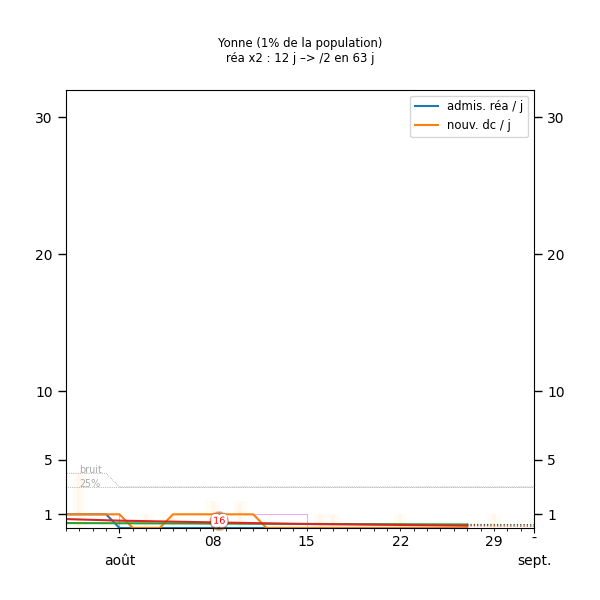 Yonne (1% de la population)
réa x2 : 12 j –> /2 en 63 j
admis. réa / j
nouv. dc / j
30 30
20 20
10 10
5 5
1 1
bruit
25%
16
- 08 15 22 29 -
août sept.